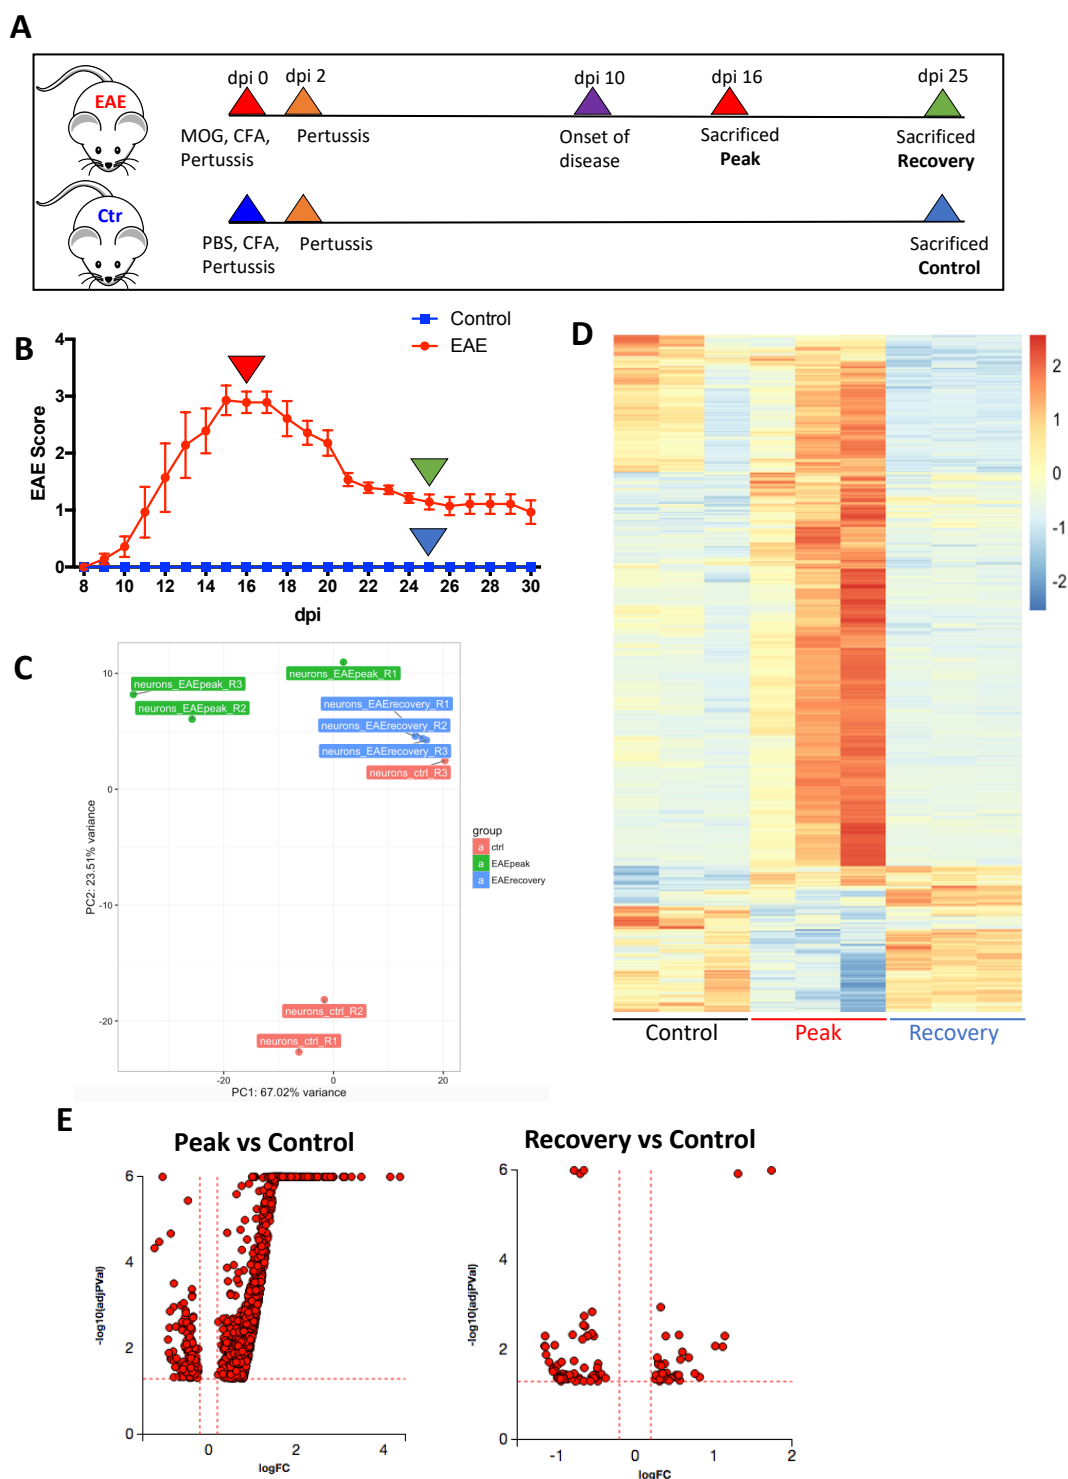 A
EAE
dpi 0
dpi 2
dpi 10
dpi 16
dpi 25
MOG, CFA,
Pertussis
Pertussis
Onset of
disease
Sacrificed
Peak
Sacrificed
Recovery
Ctr
PBS, CFA,
Pertussis
Pertussis
Sacrificed
Control
B
Control
EAE
EAE Score
4
3
2
1
0
8 10 12 14 16 18 20 22 24 26 28 30
dpi
C
neurons_EAEpeak_R1
neurons_EAEpeak_R3
neurons_EAEpeak_R2
neurons_EAErecovery_R1
neurons_EAErecovery_R2
neurons_EAErecovery_R3
neurons_ctrl_R3
neurons_ctrl_R2
neurons_ctrl_R1
PC2: 23.51% variance
10
0
-10
-20
-20 0 20
PC1: 67.02% variance
group
a ctrl
a EAEpeak
a EAErecovery
D
2
1
0
-1
-2
Control
Peak
Recovery
E
Peak vs Control
-log10(adjPVal)
6
4
2
0
0 2 4
logFC
Recovery vs Control
-log10(adjPVal)
6
4
2
0
-1 0 1 2
logFC